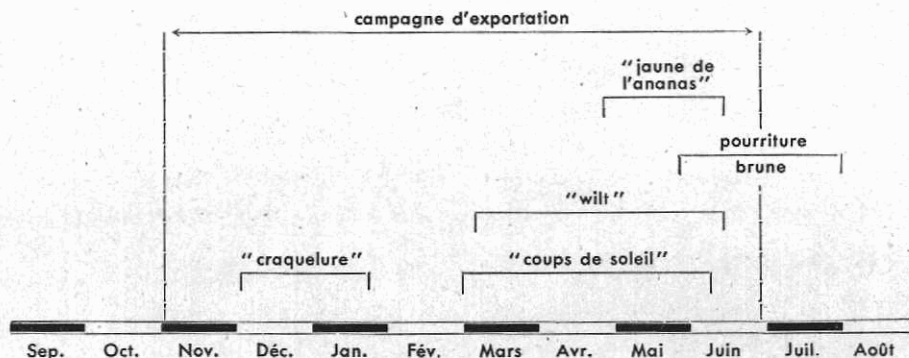 campagne d'exportation
"jaune de
l'ananas"
pourriture
brune
"wilt"
"craquelure" "coups de soleil"
Sep. Oct. Nov. Déc. Jan. Fév. Mars Avr. Mai Juin Juil. Août